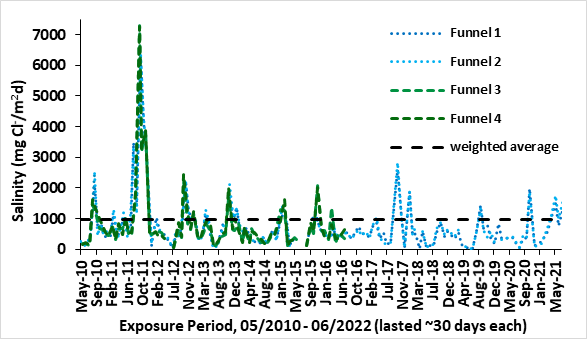 Salinity (mg Cl-/m²d)
7000
6000
5000
4000
3000
2000
1000
0
Funnel 1
Funnel 2
Funnel 3
Funnel 4
weighted average
May-10
Sep-10
Feb-11
Jun-11
Oct-11
Feb-12
Jul-12
Nov-12
Mar-13
Jul-13
Dec-13
Apr-14
Aug-14
Jan-15
May-15
Sep-15
Jan-16
Jun-16
Oct-16
Feb-17
Jul-17
Nov-17
Mar-18
Jul-18
Dec-18
Apr-19
Aug-19
Jan-20
May-20
Sep-20
Jan-21
May-21
Exposure Period, 05/2010 - 06/2022 (lasted ~30 days each)